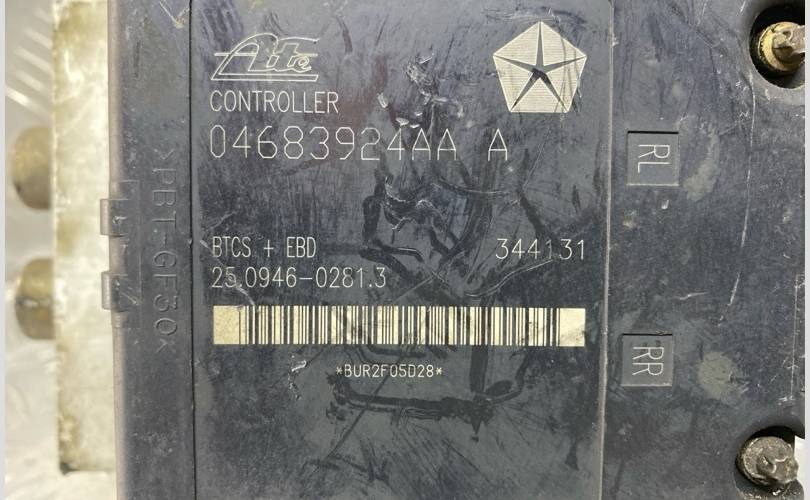 Ate
CONTROLLER
04683924AA A
BTCS + EBD
344131
25.0946-0281.3
*BUR2F05D28*
>PBT-GF30<
RL
RR